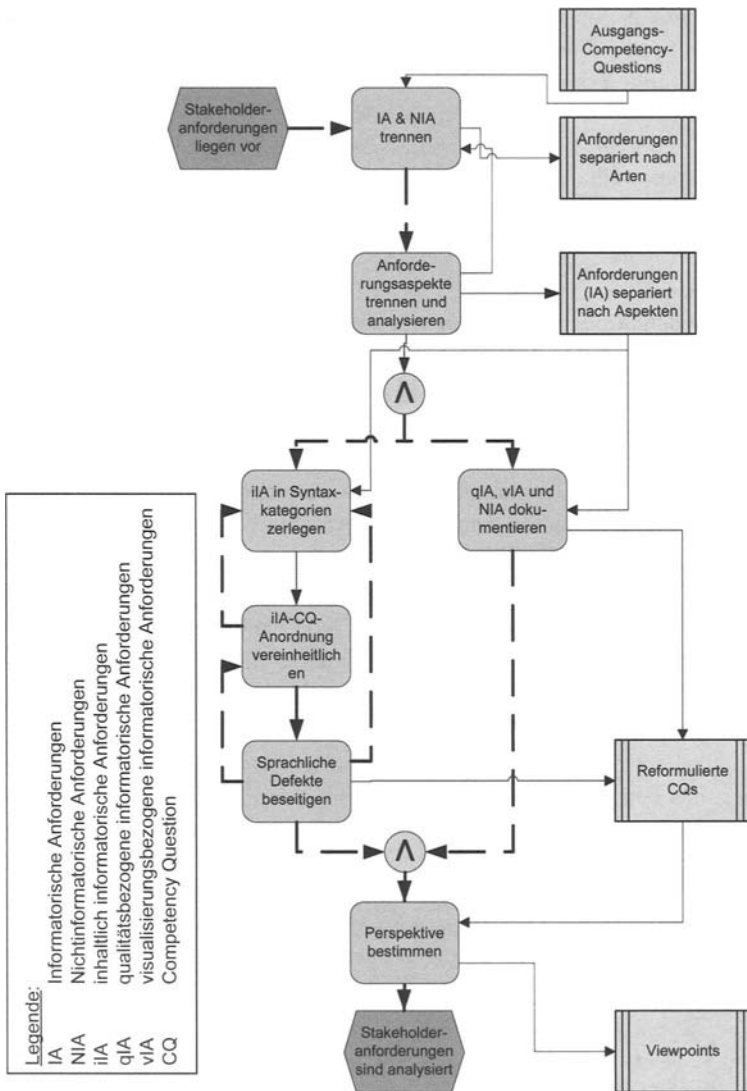 Ausgangs-
Competency-
Questions
Stakeholder-
anforderungen
liegen vor
IA & NIA
trennen
Anforderungen
separiert nach
Arten
Anforde-
rungsaspekte
trennen und
analysieren
Anforderungen
(IA) separiert
nach Aspekten
Λ
iIA in Syntax-
kategorien
zerlegen
qIA, vIA und
NIA doku-
mentieren
iIA-CQ-
Anordnung
vereinheitlich
en
Sprachliche
Defekte
beseitigen
Reformulierte
CQs
Λ
Perspektive
bestimmen
Stakeholder-
anforderungen
sind analysiert
Viewpoints
Legende:
IA Informatorische Anforderungen
NIA Nichtinformatorische Anforderungen
iIA inhaltlich informatorische Anforderungen
qIA qualitätsbezogene informatorische Anforderungen
vIA visualisierungsbezogene informatorische Anforderungen
CQ Competency Question